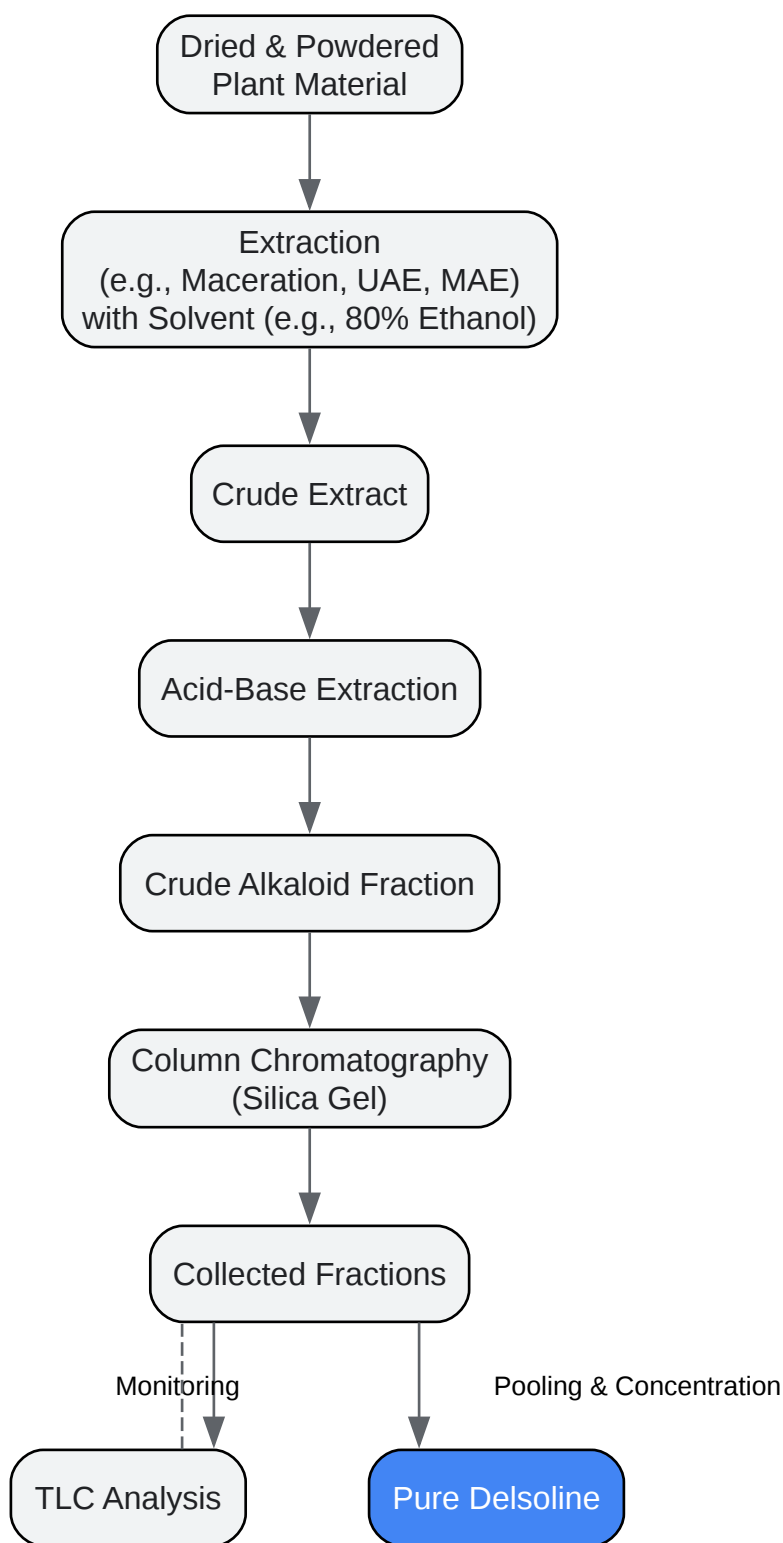 Dried & Powdered
Plant Material
Extraction
(e.g., Maceration, UAE, MAE)
with Solvent (e.g., 80% Ethanol)
Crude Extract
Acid-Base Extraction
Crude Alkaloid Fraction
Column Chromatography
(Silica Gel)
Collected Fractions
Monitoring
Pooling & Concentration
TLC Analysis
Pure Delsoline